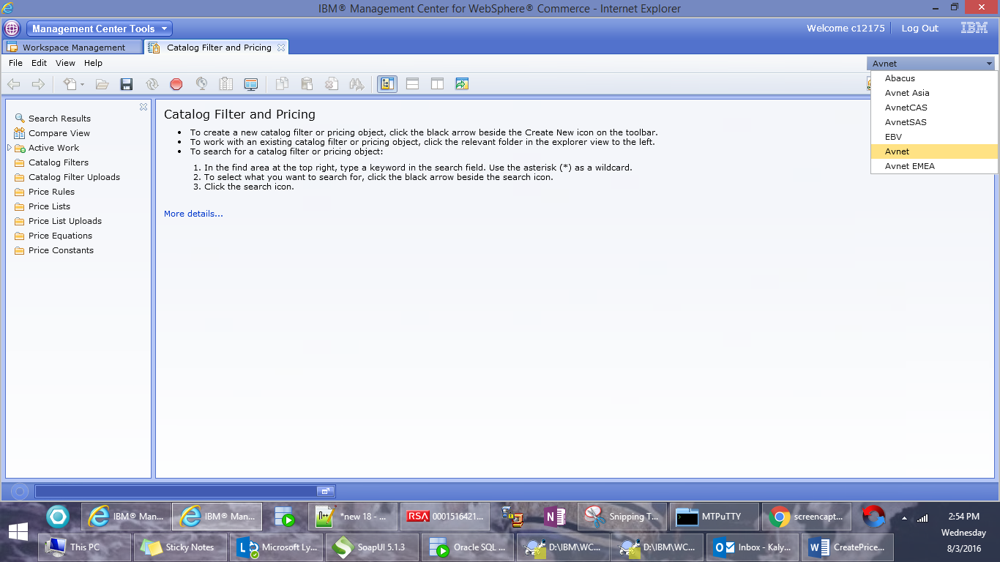 IBM® Management Center for WebSphere® Commerce - Internet Explorer
Management Center Tools
Welcome c12175
Log Out
IBM
Workspace Management
Catalog Filter and Pricing
File Edit View Help
Avnet
Abacus
Avnet Asia
AvnetCAS
AvnetSAS
EBV
Avnet
Avnet EMEA
Search Results
Compare View
Active Work
Catalog Filters
Catalog Filter Uploads
Price Rules
Price Lists
Price List Uploads
Price Equations
Price Constants
Catalog Filter and Pricing
• To create a new catalog filter or pricing object, click the black arrow beside the Create New icon on the toolbar.
• To work with an existing catalog filter or pricing object, click the relevant folder in the explorer view to the left.
• To search for a catalog filter or pricing object:
1. In the find area at the top right, type a keyword in the search field. Use the asterisk (*) as a wildcard.
2. To select what you want to search for, click the black arrow beside the search icon.
3. Click the search icon.
More details...
IBM® Man...
IBM® Man...
*new 18 - ...
RSA
0001516421...
Snipping T...
MTPuTTY
screencapt...
2:54 PM
Wednesday
8/3/2016
This PC
Sticky Notes
Microsoft Ly...
SoapUI 5.1.3
Oracle SQL ...
D:\IBM\WC...
D:\IBM\WC...
Inbox - Kaly...
CreatePrice...